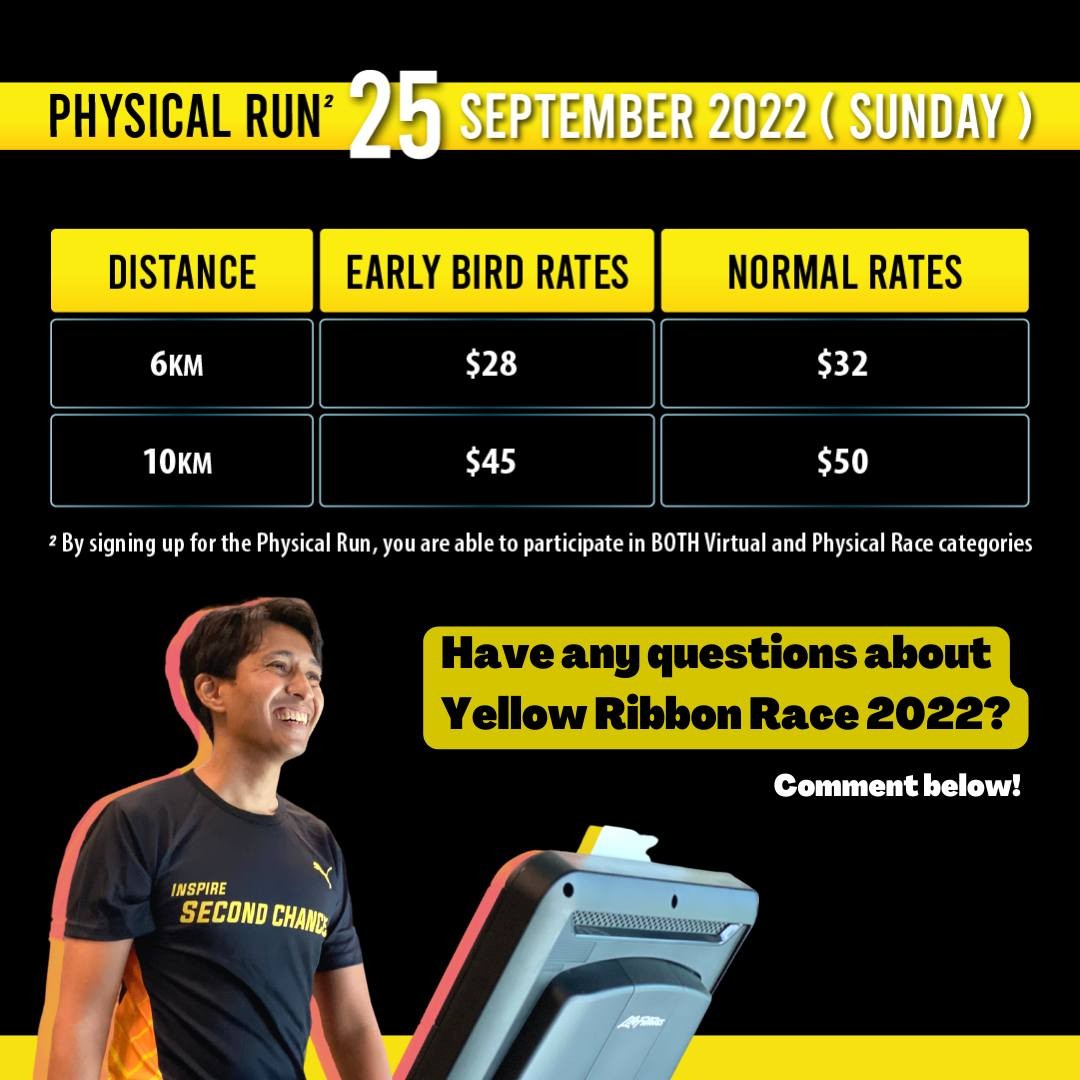 PHYSICAL RUN² 25 SEPTEMBER 2022 ( SUNDAY )
DISTANCE EARLY BIRD RATES NORMAL RATES
6KM $28 $32
10KM $45 $50
² By signing up for the Physical Run, you are able to participate in BOTH Virtual and Physical Race categories
Have any questions about
Yellow Ribbon Race 2022?
Comment below!
INSPIRE
SECOND CHANCE